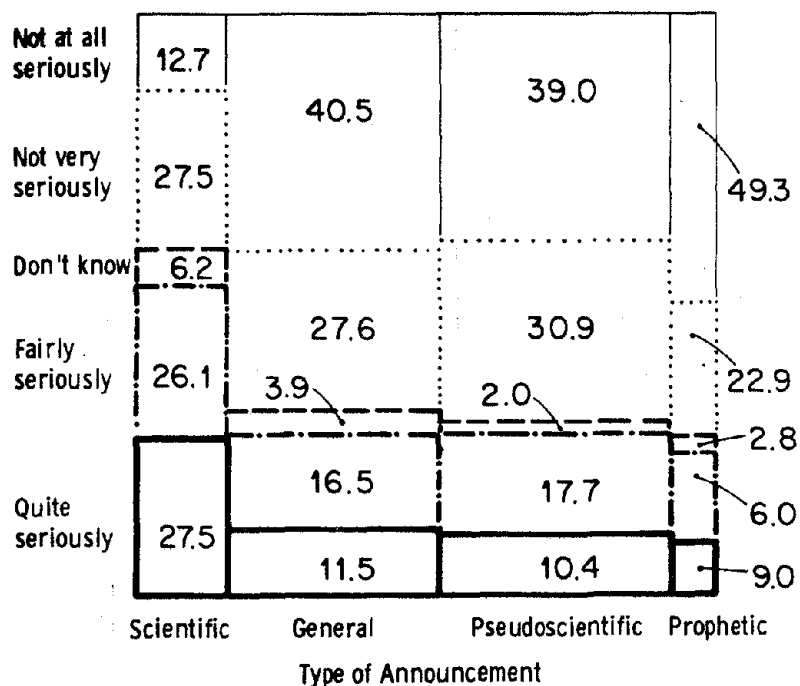 Not at all
seriously
12.7
40.5
39.0
Not very
seriously
27.5
49.3
Don't know
6.2
Fairly
seriously
26.1
27.6
30.9
22.9
3.9
2.0
2.8
Quite
seriously
27.5
16.5
17.7
6.0
11.5
10.4
9.0
Scientific General Pseudoscientific Prophetic
Type of Announcement